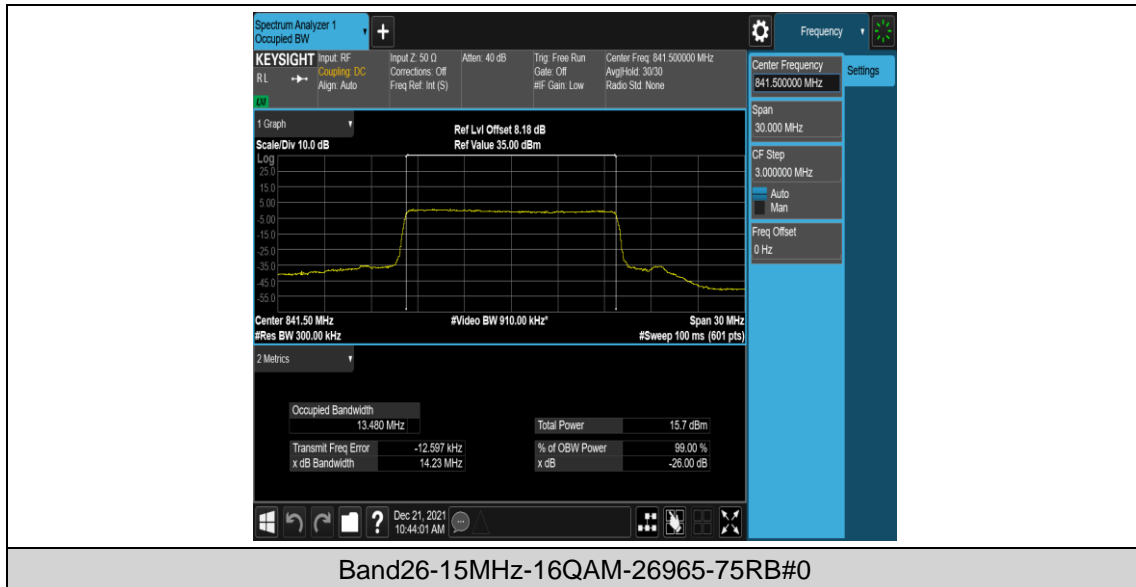 Spectrum Analyzer 1
Occupied BW
+
Frequency
KEYSIGHT Input: RF Input Z: 50 Ω Atten: 40 dB Trig: Free Run Center Freq: 841.500000 MHz
RL Coupling: DC Corrections: Off Gate: Off Avg|Hold: 30/30
Align: Auto Freq Ref: Int (S) #IF Gain: Low Radio Std: None
Center Frequency
841.500000 MHz
Settings
Span
30.000 MHz
CF Step
3.000000 MHz
Auto
Man
Freq Offset
0 Hz
1 Graph
Ref Lvl Offset 8.18 dB
Scale/Div 10.0 dB Ref Value 35.00 dBm
Log
25.0
15.0
5.00
-5.00
-15.0
-25.0
-35.0
-45.0
-55.0
Center 841.50 MHz #Video BW 910.00 kHz* Span 30 MHz
#Res BW 300.00 kHz #Sweep 100 ms (601 pts)
2 Metrics
Occupied Bandwidth
13.480 MHz Total Power 15.7 dBm
Transmit Freq Error -12.597 kHz % of OBW Power 99.00 %
x dB Bandwidth 14.23 MHz x dB -26.00 dB
? Dec 21, 2021
10:44:01 AM
Band26-15MHz-16QAM-26965-75RB#0